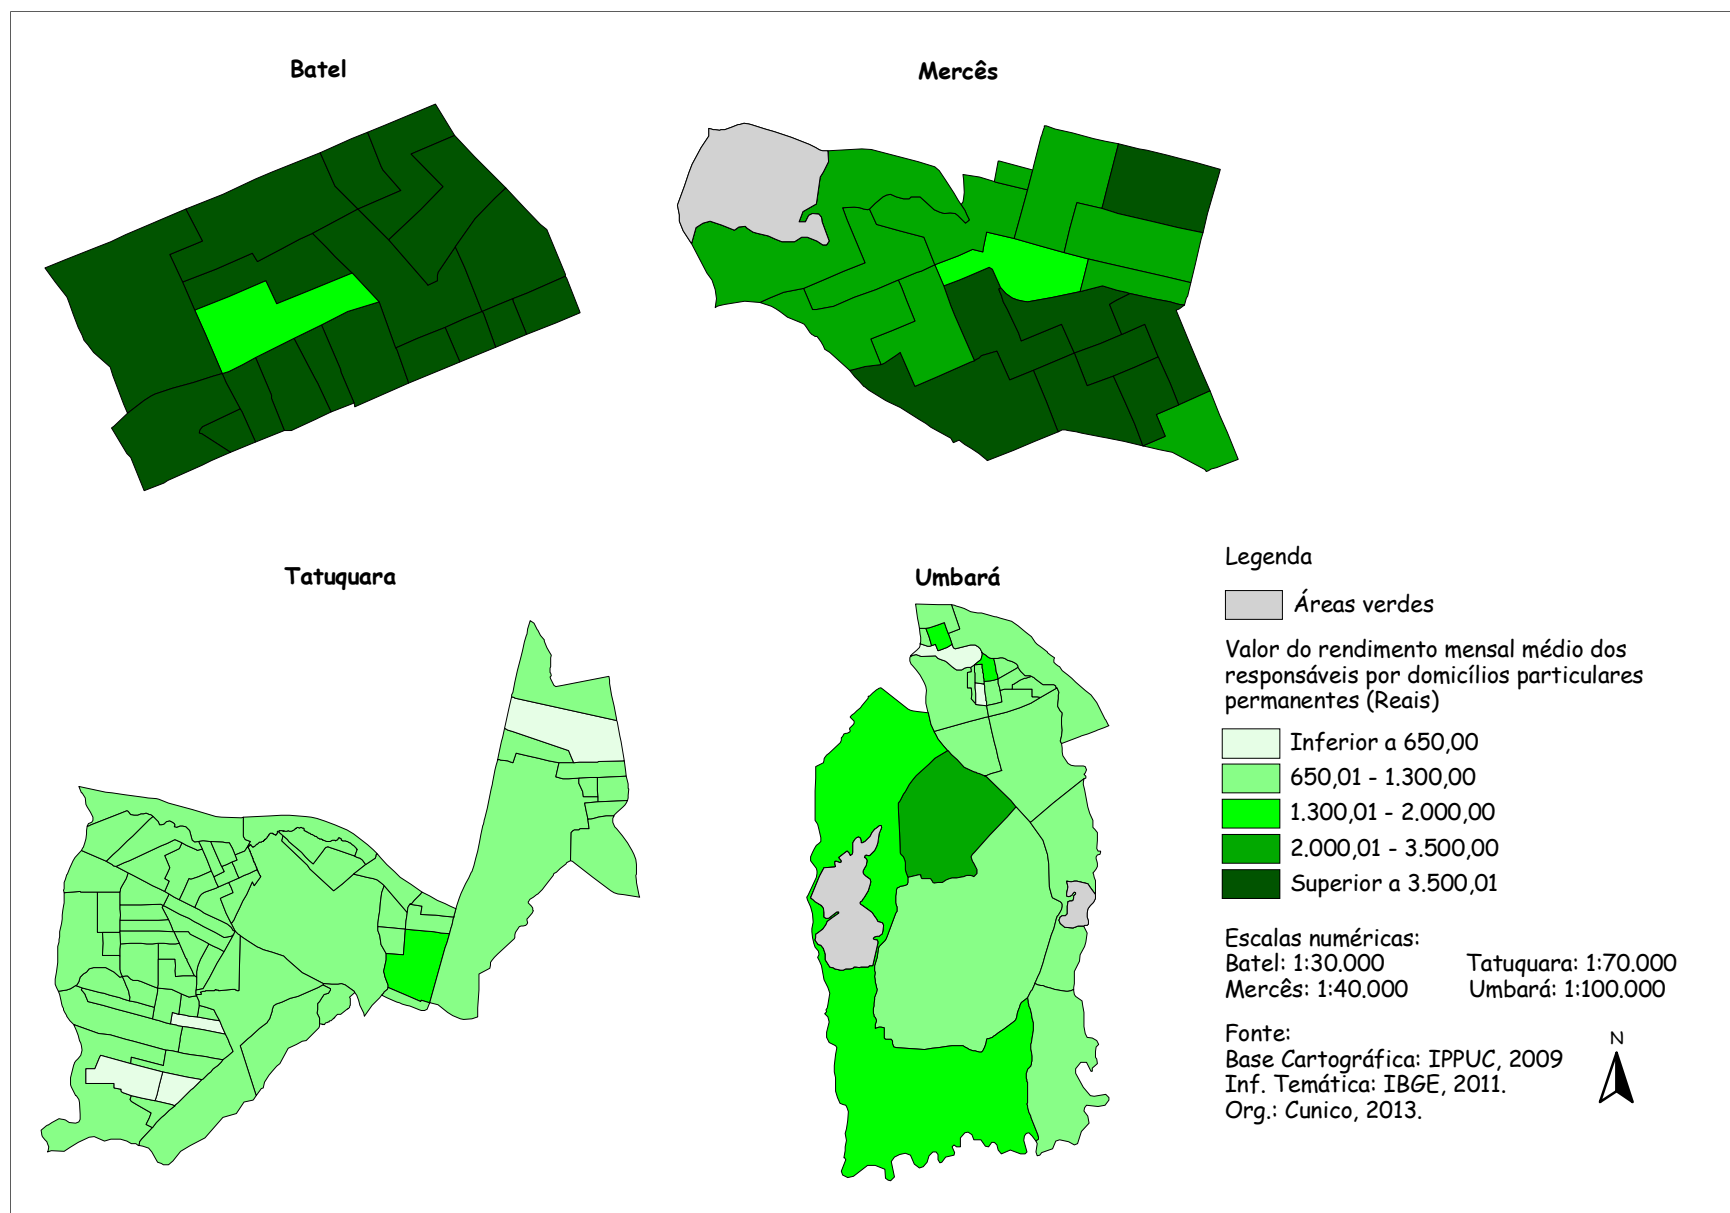 Batel
Mercês
Tatuquara
Umbará
Legenda
Áreas verdes
Valor do rendimento mensal médio dos
responsáveis por domicílios particulares
permanentes (Reais)
Inferior a 650,00
650,01 - 1.300,00
1.300,01 - 2.000,00
2.000,01 - 3.500,00
Superior a 3.500,01
Escalas numéricas:
Batel: 1:30.000 Tatuquara: 1:70.000
Mercês: 1:40.000 Umbará: 1:100.000
Fonte:
Base Cartográfica: IPPUC, 2009
Inf. Temática: IBGE, 2011.
Org.: Cunico, 2013.
N